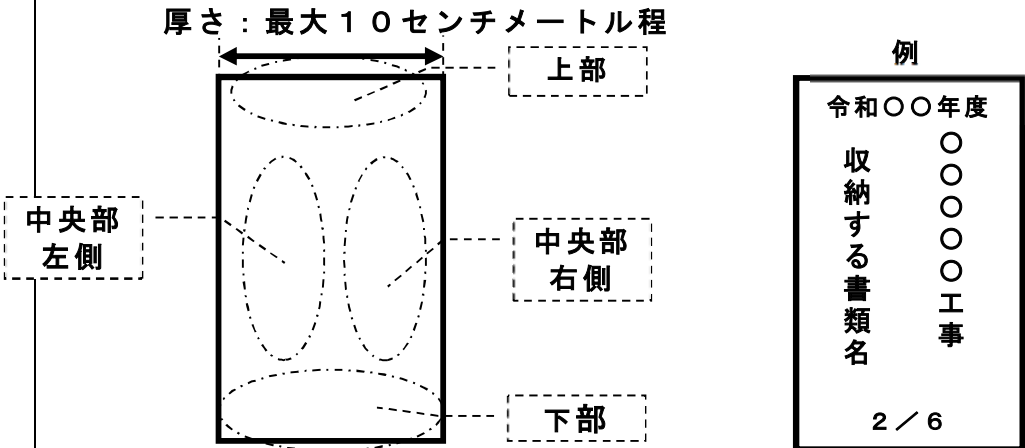 厚さ：最大１０センチメートル程
上部
中央部
左側
中央部
右側
下部
例
令和〇〇年度
〇〇〇〇〇工事
収納する書類名
２／６